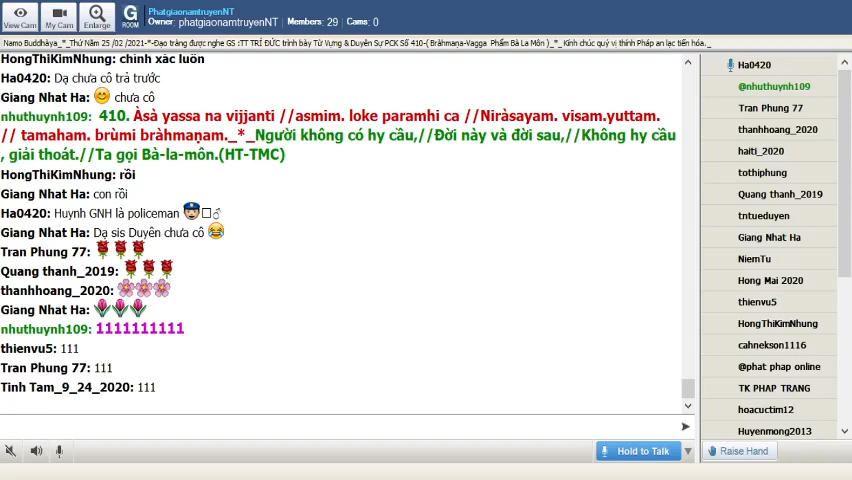 PhatgiaonamtruyenNT
Owner: phatgiaonamtruyenNT Members: 29 Cams: 0
View Cam
My Cam
Enlarge
G
ROOM
Namo Buddhàya_*_Thứ Năm 25 /02 /2021-*-Đạo tràng được nghe GS :TT TRÍ ĐỨC trình bày Từ Vựng & Duyên Sự PCK Số 410-( Bràhmaṇa-Vagga Phẩm Bà La Môn )_*_Kính chúc quý vị thính Pháp an lạc tiến hóa._
HongThiKimNhung: chính xác luôn
Ha0420: Dạ chưa cô trả trước
Giang Nhat Ha: chưa cô
nhuthuynh109: 410. Àsà yassa na vijjanti //asmim. loke paramhi ca //Niràsayam. visam.yuttam.
// tamaham. brùmi bràhmaṇam._*_Người không có hy cầu,//Đời này và đời sau,//Không hy cầu
, giải thoát.//Ta gọi Bà-la-môn.(HT-TMC)
HongThiKimNhung: rồi
Giang Nhat Ha: con rồi
Ha0420: Huynh GNH là policeman
Giang Nhat Ha: Dạ sis Duyên chưa cô
Tran Phung 77:
Quang thanh_2019:
thanhhoang_2020:
Giang Nhat Ha:
nhuthuynh109: 1111111111
thienvu5: 111
Tran Phung 77: 111
Tinh Tam_9_24_2020: 111
Hold to Talk
Ha0420
@nhuthuynh109
Tran Phung 77
thanhhoang_2020
haiti_2020
tothiphung
Quang thanh_2019
tntueduyen
Giang Nhat Ha
NiemTu
Hong Mai 2020
thienvu5
HongThiKimNhung
cahnekson1116
@phat phap online
TK PHAP TRANG
hoacuctim12
Huyenmong2013
Raise Hand